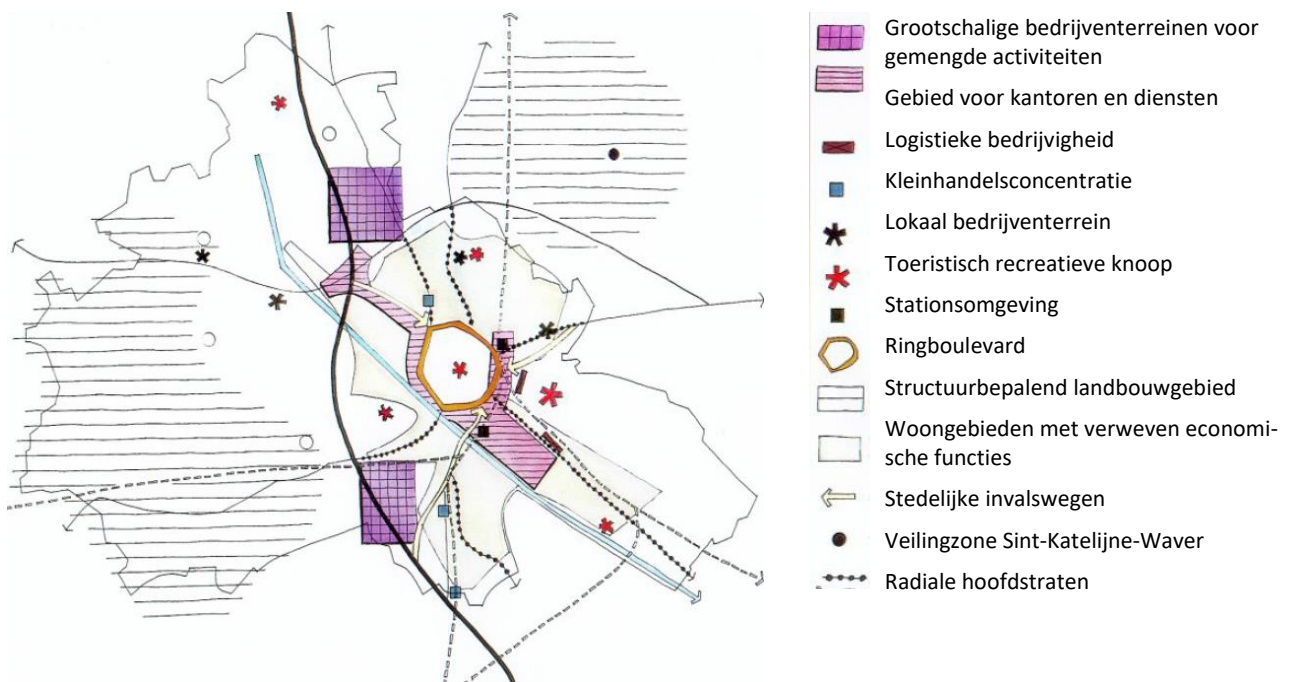 Grootschalige bedrijventerreinen voor
gemengde activiteiten
Gebied voor kantoren en diensten
Logistieke bedrijvigheid
Kleinhandelsconcentratie
Lokaal bedrijventerrein
Toeristisch recreatieve knoop
Stationsomgeving
Ringboulevard
Structuurbepalend landbouwgebied
Woongebieden met verweven economi-
sche functies
Stedelijke invalswegen
Veilingzone Sint-Katelijne-Waver
Radiale hoofdstraten